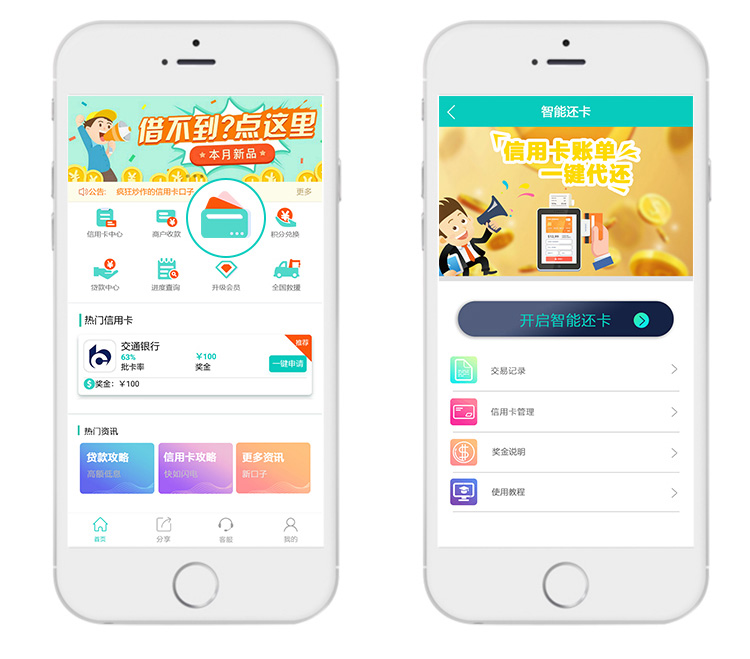 借不到?点这里
本月新品
公告: 疯狂炒作的信用卡口子
更多
信用卡中心
商户收款
积分兑换
贷款中心
进度查询
升级会员
全国救援
热门信用卡
交通银行
推荐
63%
¥100
批卡率
奖金
一键申请
奖金: ¥100
热门资讯
贷款攻略
信用卡攻略
更多资讯
高额低息
快如闪电
新口子
首页
分享
客服
我的
智能还卡
信用卡账单
一键代还
开启智能还卡
交易记录
信用卡管理
奖金说明
使用教程